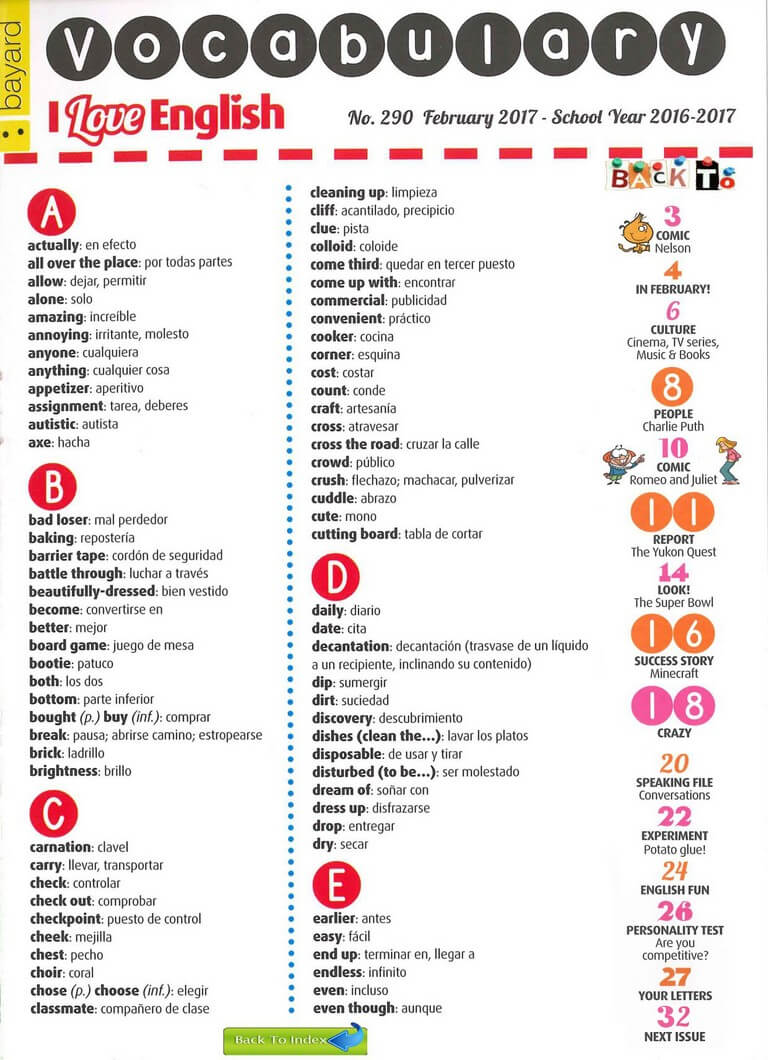 bayard
Vocabulary
I Love English
No. 290 February 2017 - School Year 2016-2017
A
actually: en efecto
all over the place: por todas partes
allow: dejar, permitir
alone: solo
amazing: increíble
annoying: irritante, molesto
anyone: cualquiera
anything: cualquier cosa
appetizer: aperitivo
assignment: tarea, deberes
autistic: autista
axe: hacha
B
bad loser: mal perdedor
baking: repostería
barrier tape: cordón de seguridad
battle through: luchar a través
beautifully-dressed: bien vestido
become: convertirse en
better: mejor
board game: juego de mesa
bootie: patuco
both: los dos
bottom: parte inferior
bought (p.) buy (inf.): comprar
break: pausa; abrirse camino; estropearse
brick: ladrillo
brightness: brillo
C
carnation: clavel
carry: llevar, transportar
check: controlar
check out: comprobar
checkpoint: puesto de control
cheek: mejilla
chest: pecho
choir: coral
chose (p.) choose (inf.): elegir
classmate: compañero de clase
cleaning up: limpieza
cliff: acantilado, precipicio
clue: pista
colloid: coloide
come third: quedar en tercer puesto
come up with: encontrar
commercial: publicidad
convenient: práctico
cooker: cocina
corner: esquina
cost: costar
count: conde
craft: artesanía
cross: atravesar
cross the road: cruzar la calle
crowd: público
crush: flechazo; machacar, pulverizar
cuddle: abrazo
cute: mono
cutting board: tabla de cortar
D
daily: diario
date: cita
decantation: decantación (trasvase de un líquido
a un recipiente, inclinando su contenido)
dip: sumergir
dirt: suciedad
discovery: descubrimiento
dishes (clean the...): lavar los platos
disposable: de usar y tirar
disturbed (to be...): ser molestado
dream of: soñar con
dress up: disfrazarse
drop: entregar
dry: secar
E
earlier: antes
easy: fácil
end up: terminar en, llegar a
endless: infinito
even: incluso
even though: aunque
BACK To
3
COMIC
Nelson
4
IN FEBRUARY!
6
CULTURE
Cinema, TV series,
Music & Books
8
PEOPLE
Charlie Puth
10
COMIC
Romeo and Juliet
11
REPORT
The Yukon Quest
14
LOOK!
The Super Bowl
16
SUCCESS STORY
Minecraft
18
CRAZY
20
SPEAKING FILE
Conversations
22
EXPERIMENT
Potato glue!
24
ENGLISH FUN
26
PERSONALITY TEST
Are you
competitive?
27
YOUR LETTERS
32
NEXT ISSUE
Back To Index